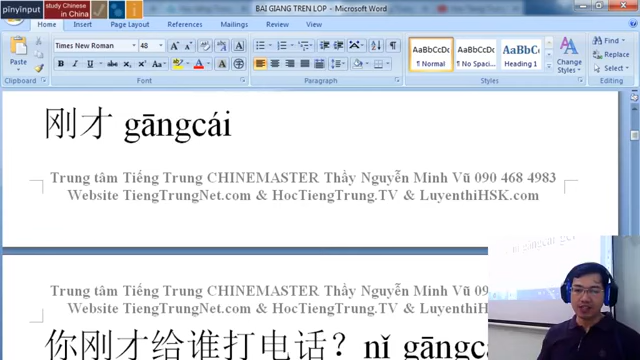 pinyinput study Chinese in China
BAI GIANG TREN LOP - Microsoft Word
Home Insert Page Layout References Mailings Review View
Paste Times New Roman 48 AaBbCcDc AaBbCcDc AaBbC Find
B I U Normal No Spaci... Heading 1 Change Styles Replace
Select
Clipboard Font Paragraph Styles Editing
刚才 gāngcái
Trung tâm Tiếng Trung CHINEMASTER Thầy Nguyễn Minh Vũ 090 468 4983
Website TiengTrungNet.com & HocTiengTrung.TV & LuyenthiHSK.com
Trung tâm Tiếng Trung CHINEMASTER Thầy Nguyễn Minh Vũ 090
Website TiengTrungNet.com & HocTiengTrung.TV & LuyenthiH
你刚才给谁打电话？nǐ gāngc